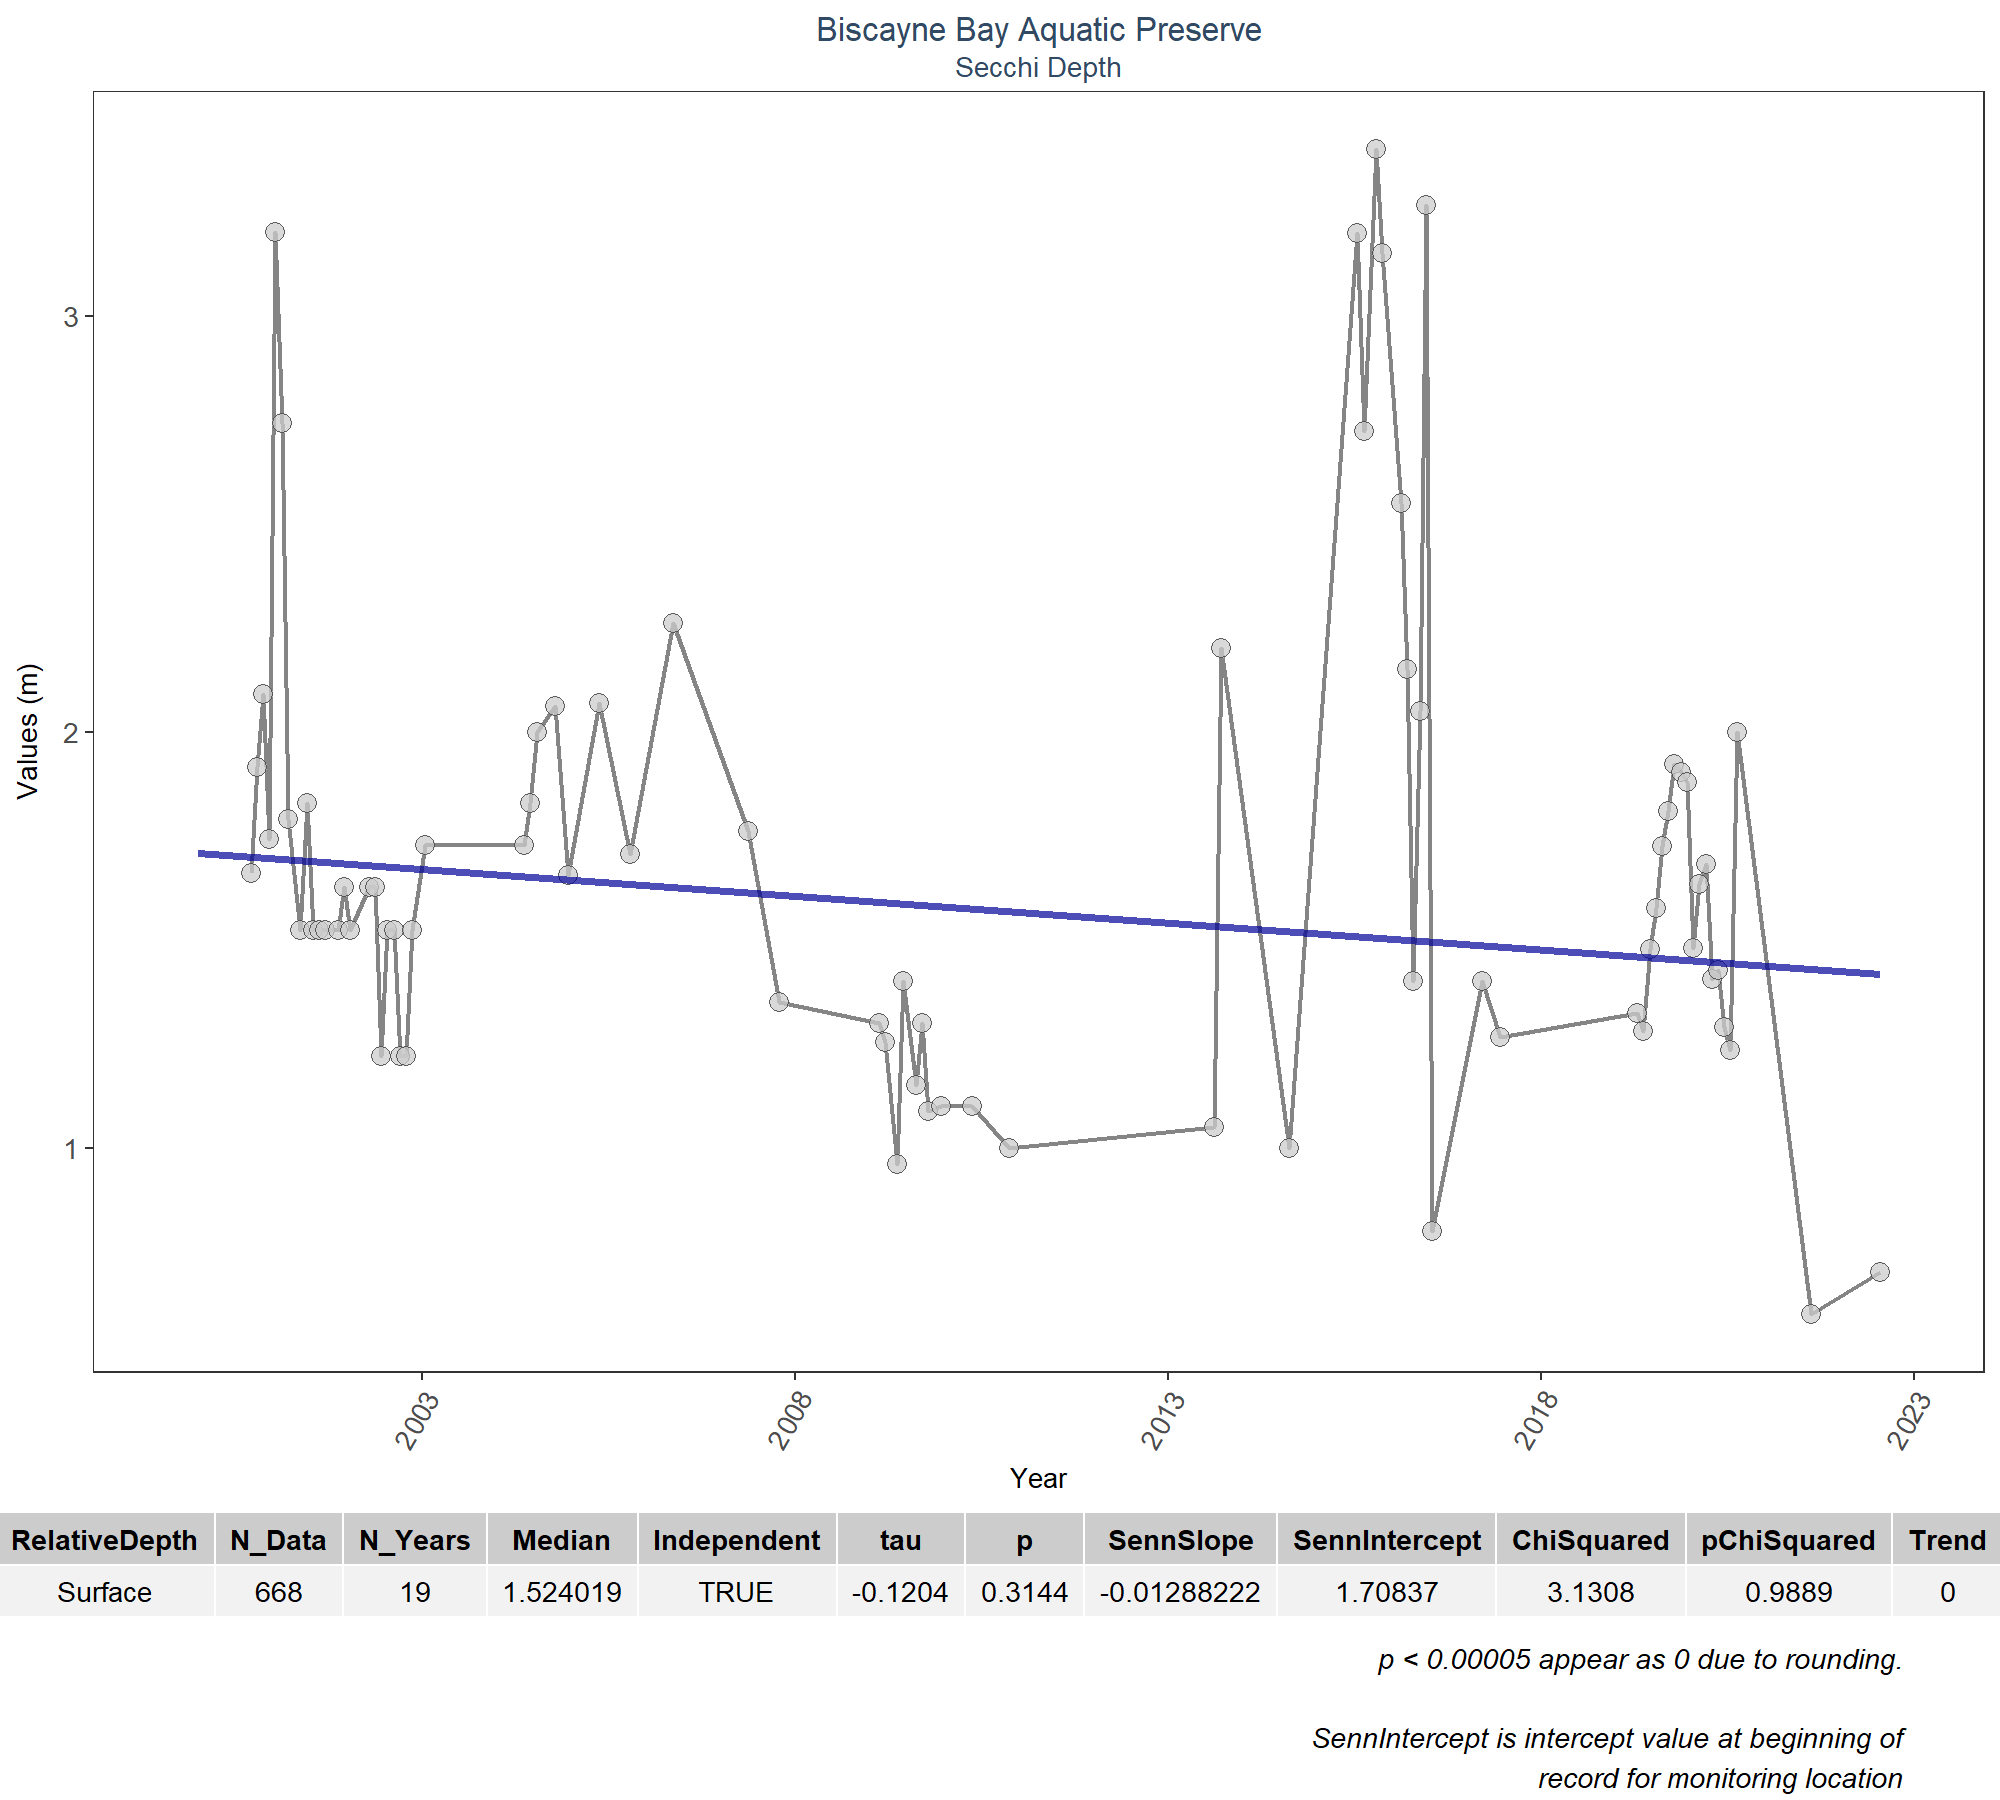 Biscayne Bay Aquatic Preserve
Secchi Depth
Values (m)
3
2
1
2003 2008 2013 2018 2023
Year
RelativeDepth N_Data N_Years Median Independent tau p SennSlope SennIntercept ChiSquared pChiSquared Trend
Surface 668 19 1.524019 TRUE -0.1204 0.3144 -0.01288222 1.70837 3.1308 0.9889 0
p < 0.00005 appear as 0 due to rounding.
SennIntercept is intercept value at beginning of
record for monitoring location